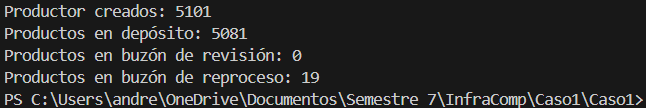 Productor creados: 5101
Productos en depósito: 5081
Productos en buzón de revisión: 0
Productos en buzón de reproceso: 19
PS C:\Users\andre\OneDrive\Documentos\Semestre 7\InfraComp\Caso1\Caso1>